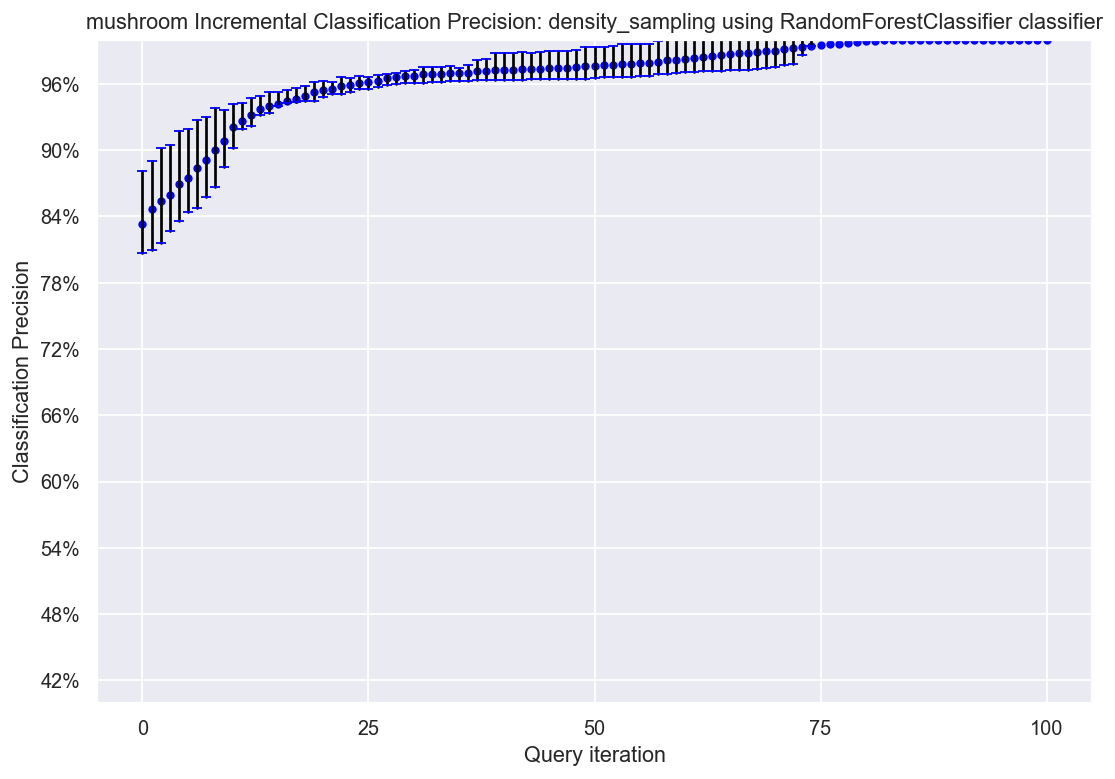 mushroom Incremental Classification Precision: density_sampling using RandomForestClassifier classifier
96%
90%
84%
78%
72%
66%
60%
54%
48%
42%
Classification Precision
0 25 50 75 100
Query iteration